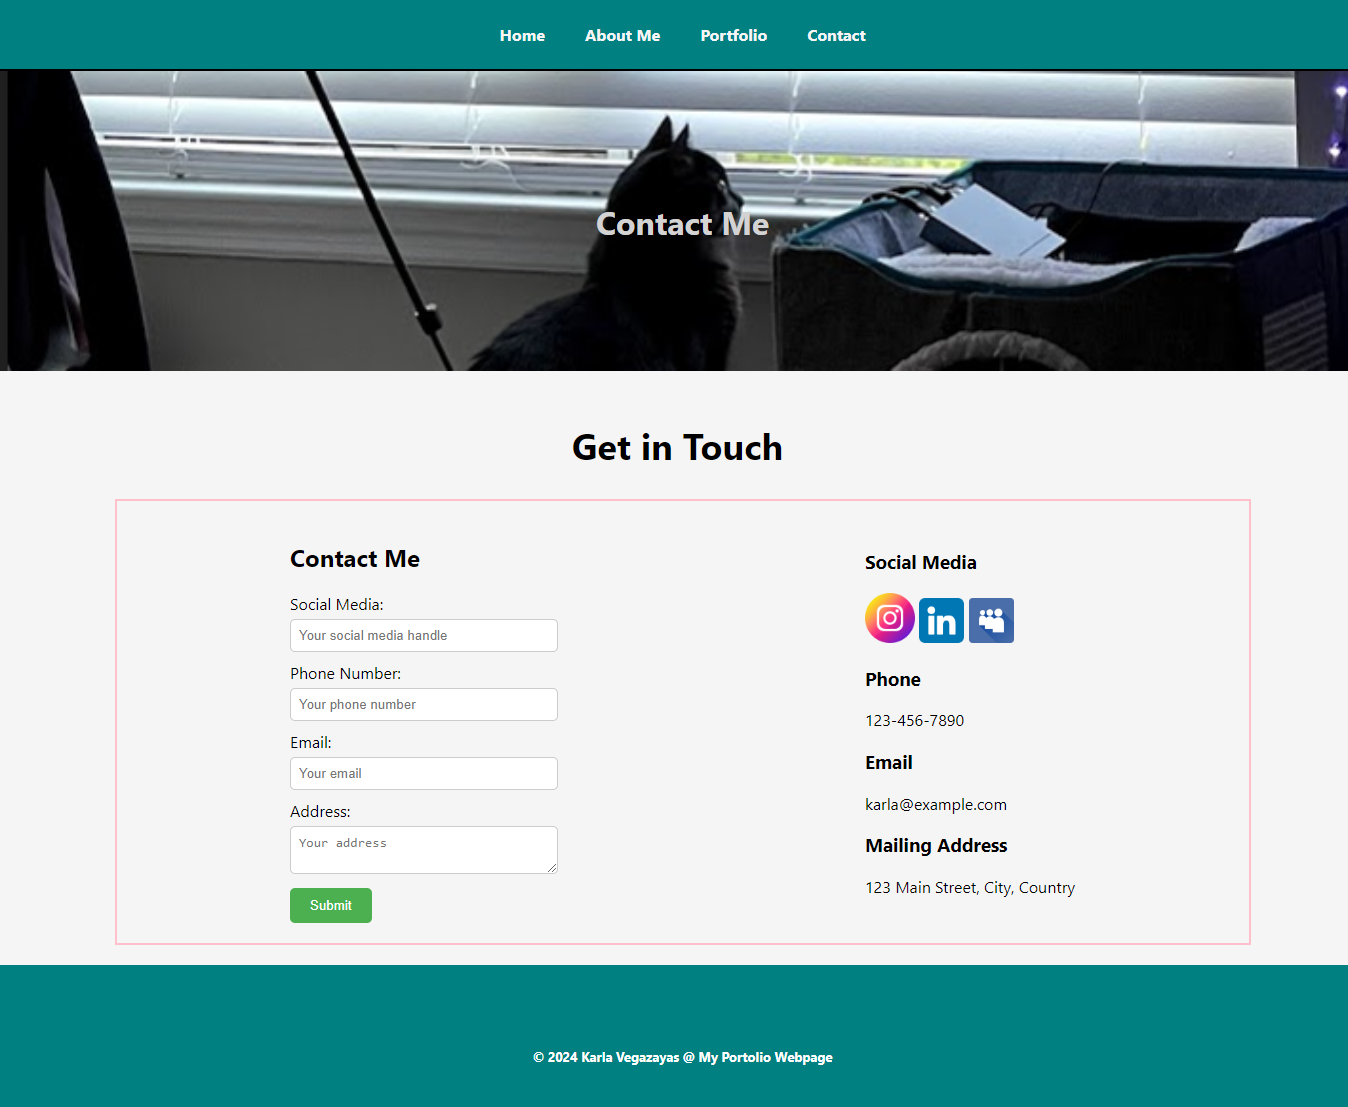 Home About Me Portfolio Contact
Contact Me
Get in Touch
Contact Me
Social Media:
Your social media handle
Phone Number:
Your phone number
Email:
Your email
Address:
Your address
Submit
Social Media
in
Phone
123-456-7890
Email
karla@example.com
Mailing Address
123 Main Street, City, Country
© 2024 Karla Vegazayas @ My Portolio Webpage